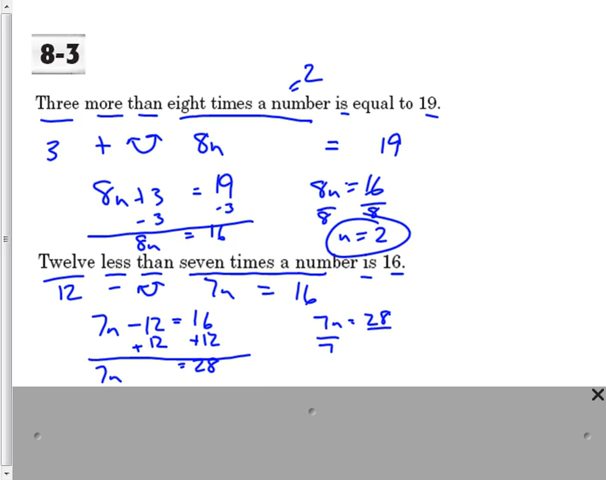 8-3
= 2
Three more than eight times a number is equal to 19.
3 + 8n = 19
8n + 3 = 19
8n = 16
- 3 -3
8 8
8n = 16
n = 2
Twelve less than seven times a number is 16.
12 - 7n = 16
7n - 12 = 16
7n = 28
+ 12 +12
7
7n = 28